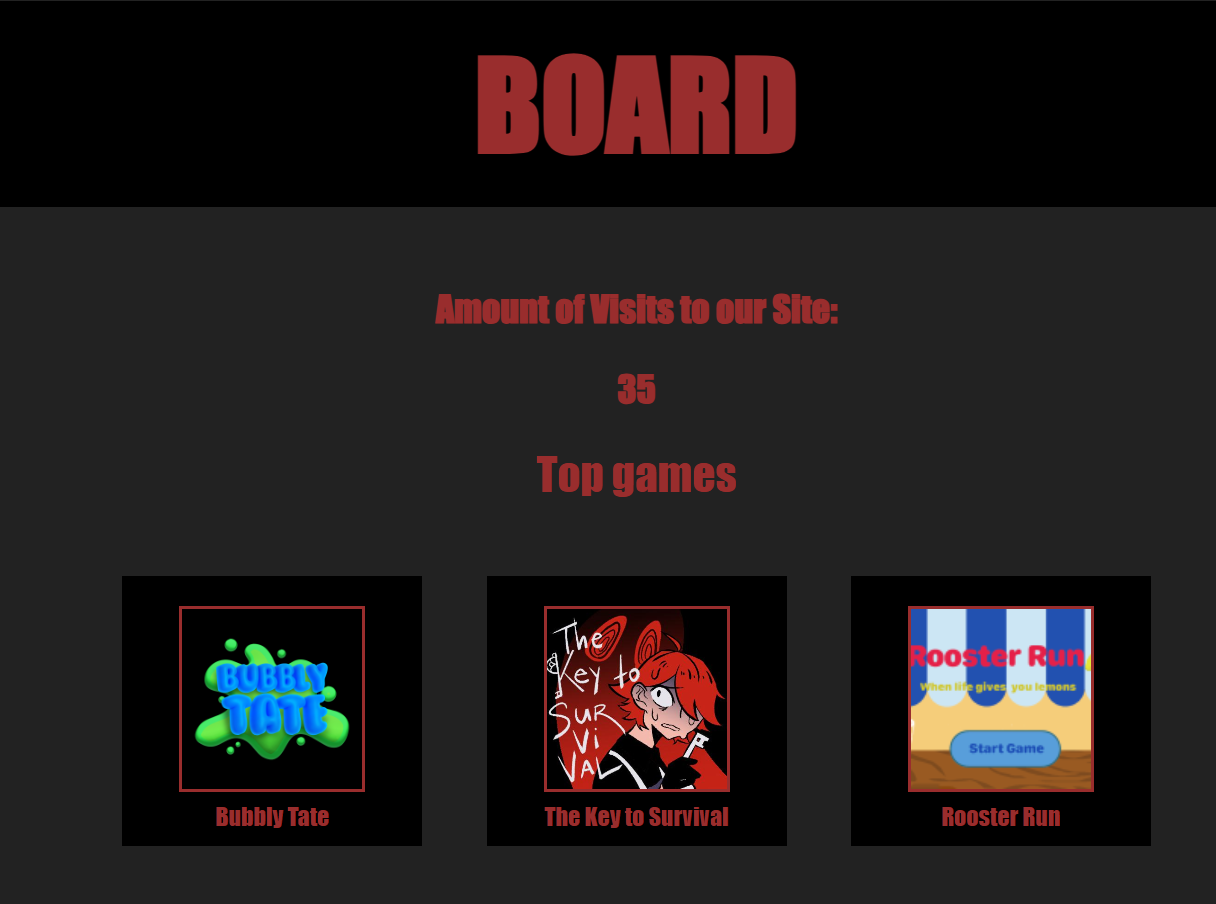 BOARD
Amount of Visits to our Site:
35
Top games
BUBBLY
TATE
The
Key to
SURVIVAL
Rooster Run
When life gives you lemons
Start Game
Bubbly Tate
The Key to Survival
Rooster Run